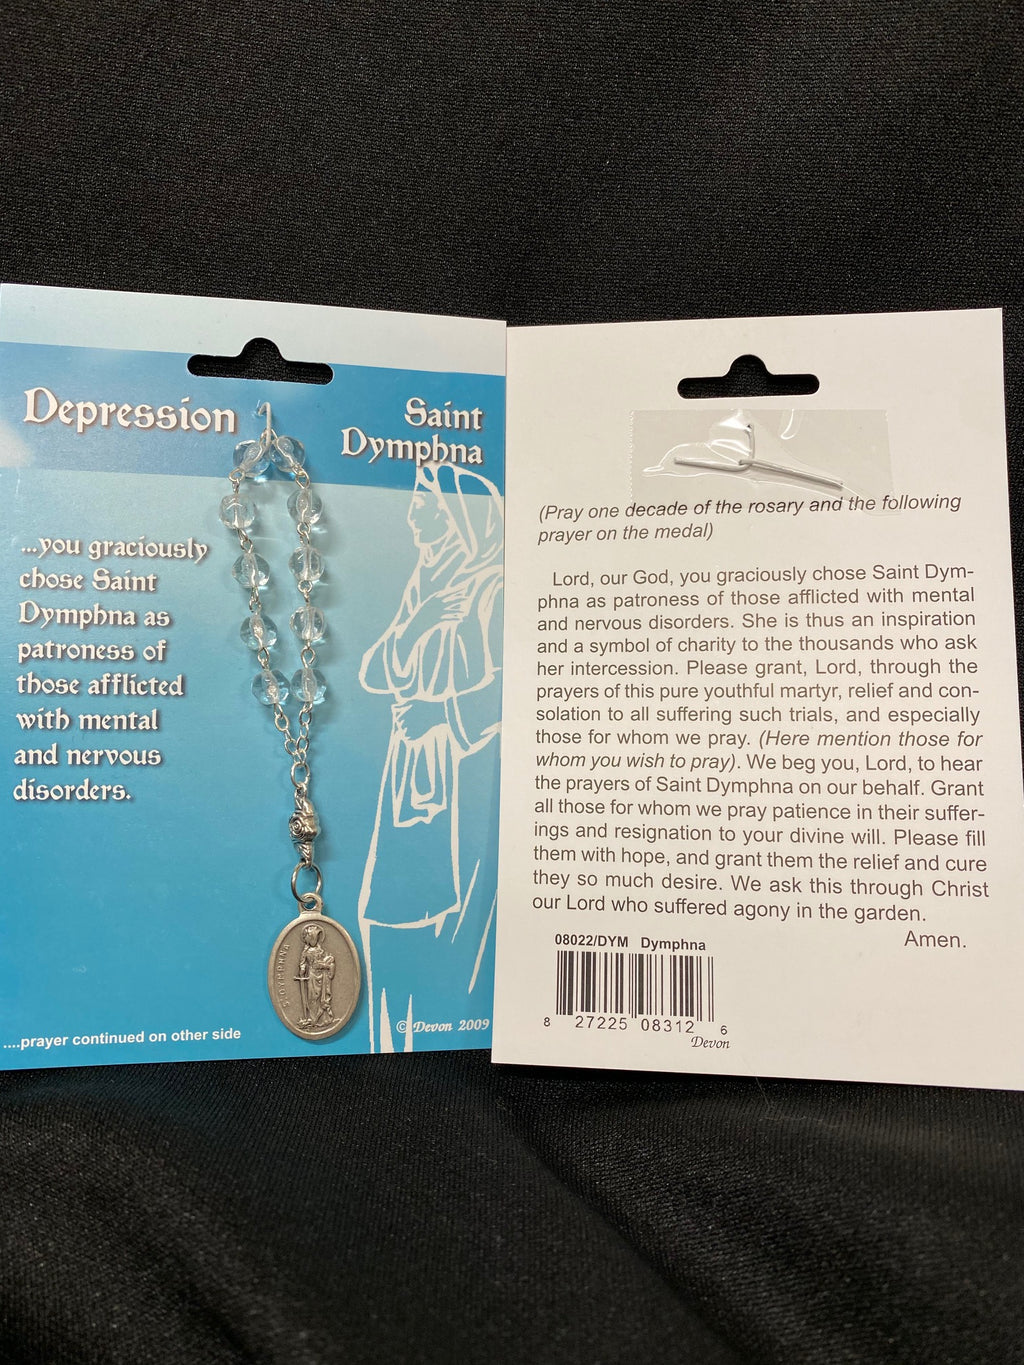 Depression
Saint
Dymphna
...you graciously
chose Saint
Dymphna as
patroness of
those afflicted
with mental
and nervous
disorders.
S. DYMPHNA
© Devon 2009
....prayer continued on other side
(Pray one decade of the rosary and the following
prayer on the medal)
Lord, our God, you graciously chose Saint Dym-
phna as patroness of those afflicted with mental
and nervous disorders. She is thus an inspiration
and a symbol of charity to the thousands who ask
her intercession. Please grant, Lord, through the
prayers of this pure youthful martyr, relief and con-
solation to all suffering such trials, and especially
those for whom we pray. (Here mention those for
whom you wish to pray). We beg you, Lord, to hear
the prayers of Saint Dymphna on our behalf. Grant
all those for whom we pray patience in their suffer-
ings and resignation to your divine will. Please fill
them with hope, and grant them the relief and cure
they so much desire. We ask this through Christ
our Lord who suffered agony in the garden.
Amen.
08022/DYM Dymphna
8 27225 08312 6
Devon